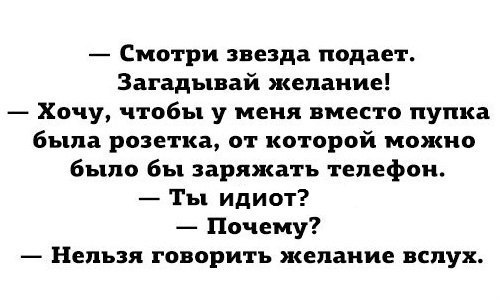 — Смотри звезда подает.
Загадывай желание!
— Хочу, чтобы у меня вместо пупка
была розетка, от которой можно
было бы заряжать телефон.
— Ты идиот?
— Почему?
— Нельзя говорить желание вслух.